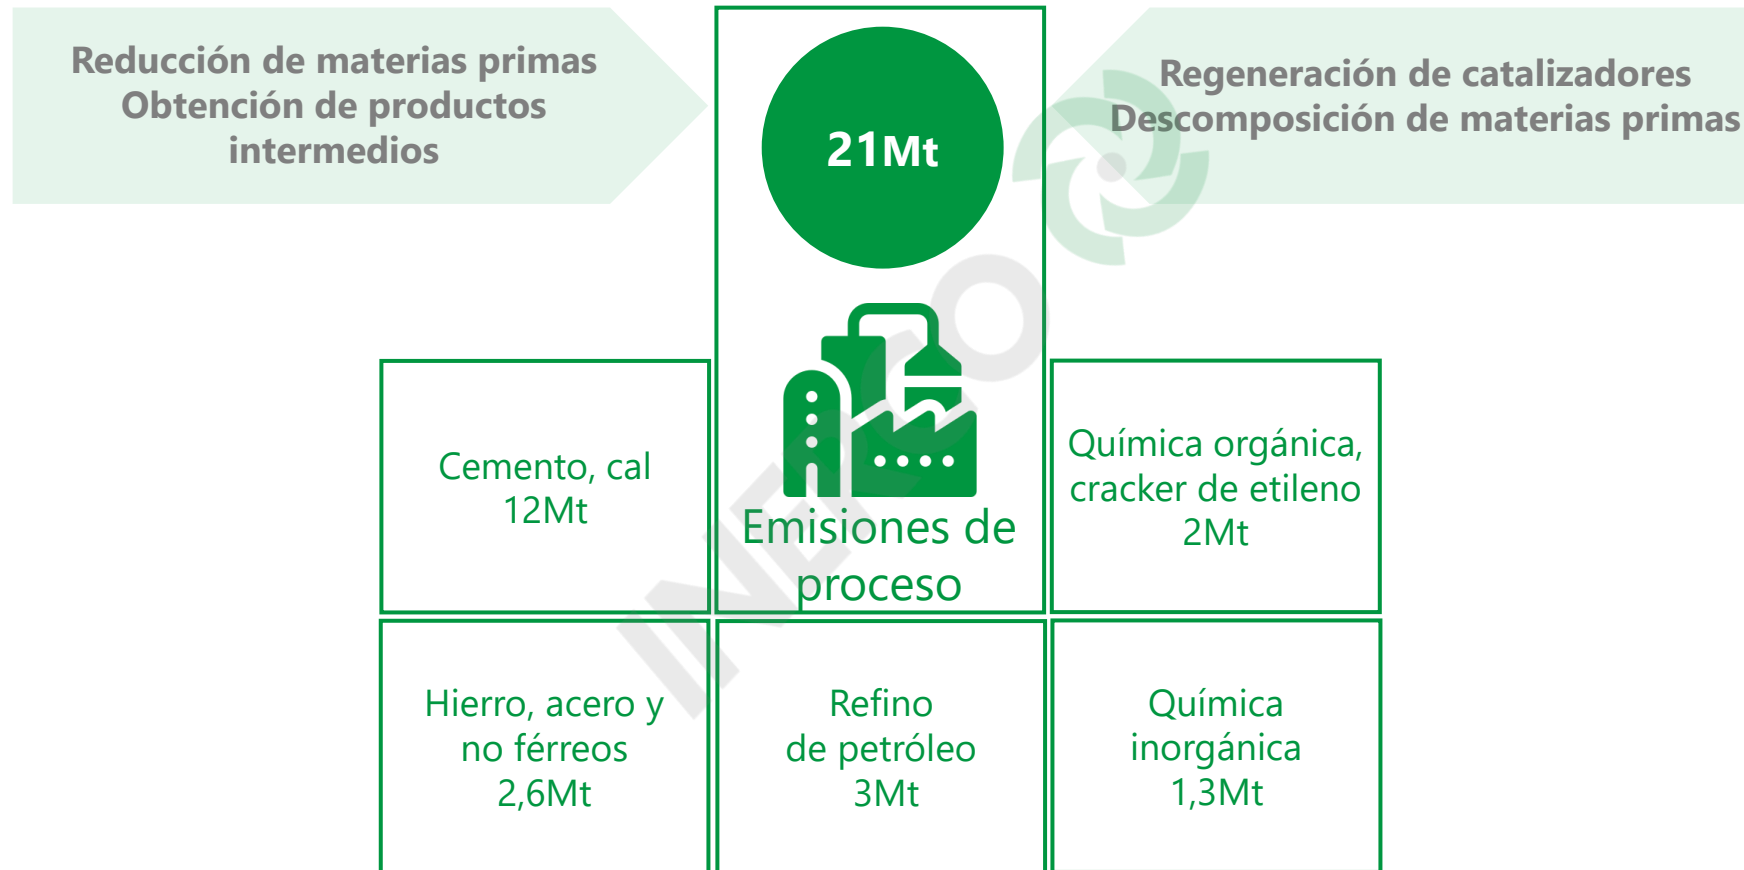 Reducción de materias primas
Obtención de productos
intermedios
21Mt
Regeneración de catalizadores
Descomposición de materias primas
Emisiones de
proceso
Cemento, cal
12Mt
Química orgánica,
cracker de etileno
2Mt
Hierro, acero y
no férreos
2,6Mt
Refino
de petróleo
3Mt
Química
inorgánica
1,3Mt
INERCO